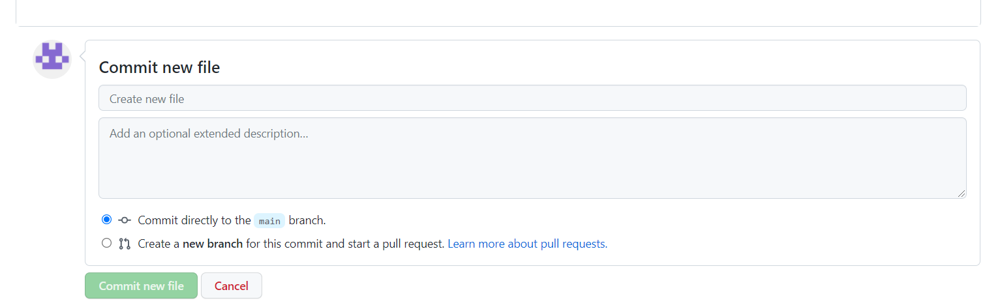 Commit new file
Create new file
Add an optional extended description...
Commit directly to the main branch.
Create a new branch for this commit and start a pull request. Learn more about pull requests.
Commit new file Cancel